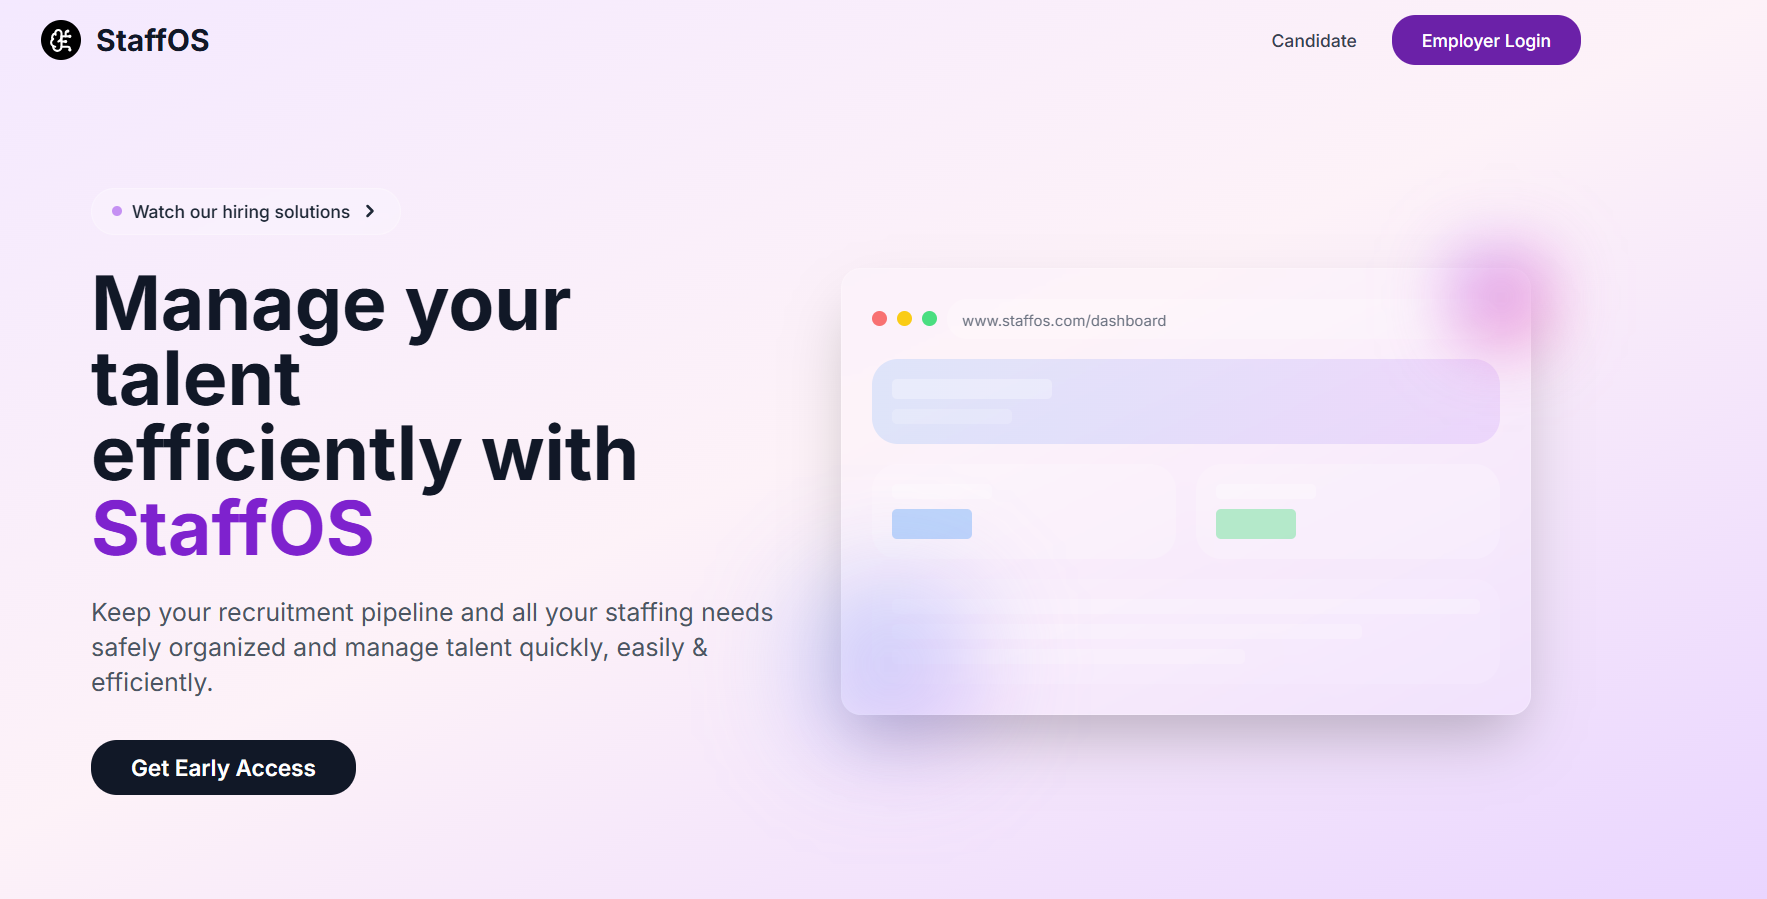 StaffOS
Candidate
Employer Login
Watch our hiring solutions
Manage your
talent
efficiently with
StaffOS
Keep your recruitment pipeline and all your staffing needs
safely organized and manage talent quickly, easily &
efficiently.
Get Early Access
www.staffos.com/dashboard